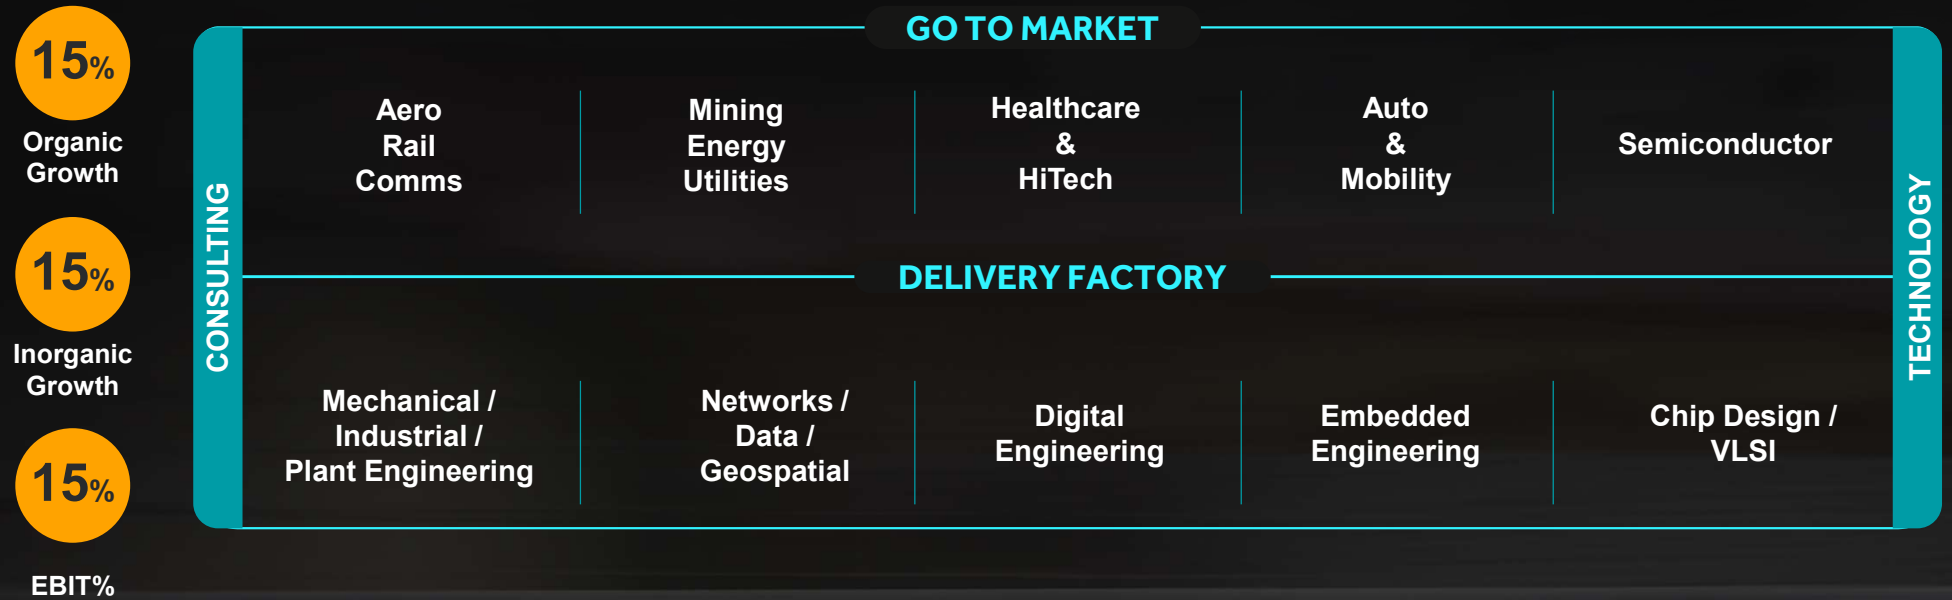 15%
Organic
Growth
15%
Inorganic
Growth
15%
EBIT%
CONSULTING
GO TO MARKET
Aero
Rail
Comms
Mining
Energy
Utilities
Healthcare
&
HiTech
Auto
&
Mobility
Semiconductor
DELIVERY FACTORY
Mechanical /
Industrial /
Plant Engineering
Networks /
Data /
Geospatial
Digital
Engineering
Embedded
Engineering
Chip Design /
VLSI
TECHNOLOGY